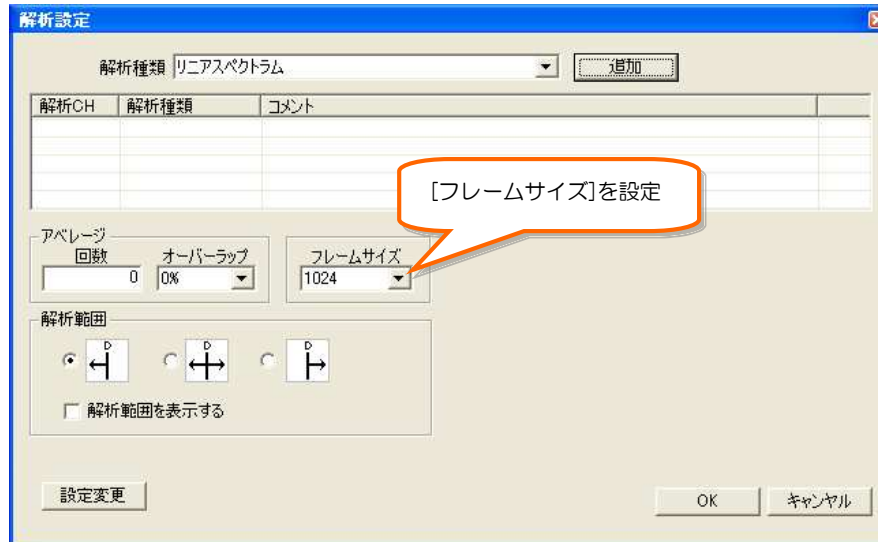 解析設定
解析種類 リニアスペクトラム 追加
解析CH 解析種類 コメント
[フレームサイズ]を設定
アベレージ
回数 オーバーラップ フレームサイズ
0 0% 1024
解析範囲
D D D
解析範囲を表示する
設定変更 OK キャンセル